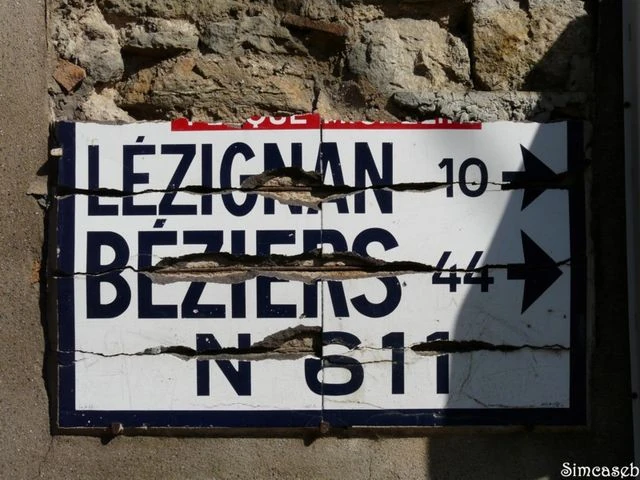 LÉZIGNAN 10
BÉZIERS 44
N 611
Simcaseb